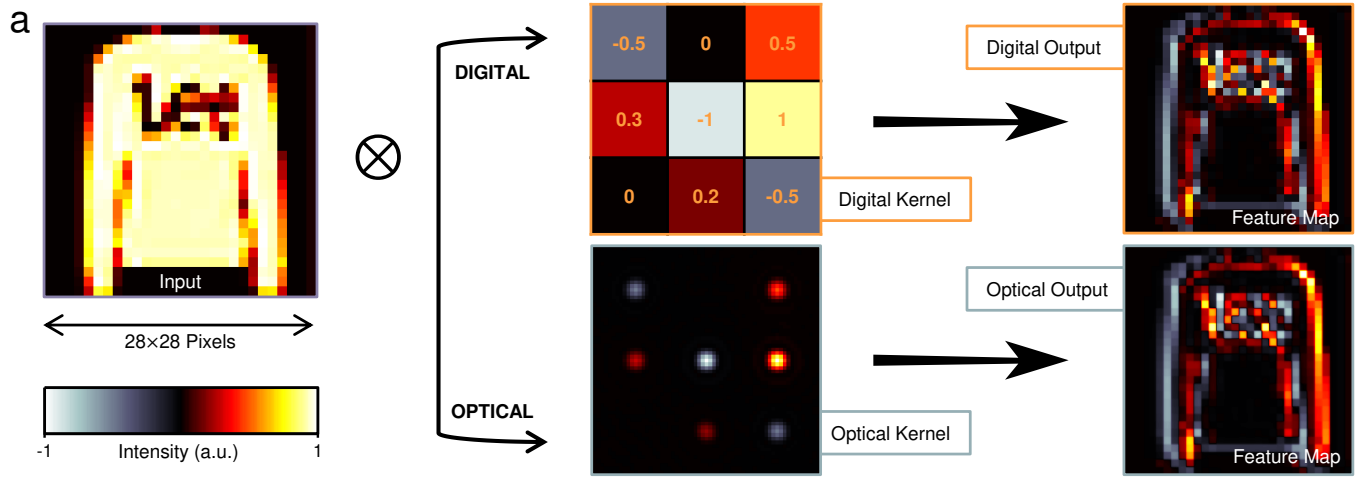 a
Input
28×28 Pixels
-1
Intensity (a.u.)
1
DIGITAL
OPTICAL
-0.5 0 0.5
0.3 -1 1
0 0.2 -0.5
Digital Kernel
Optical Kernel
Digital Output
Feature Map
Optical Output
Feature Map